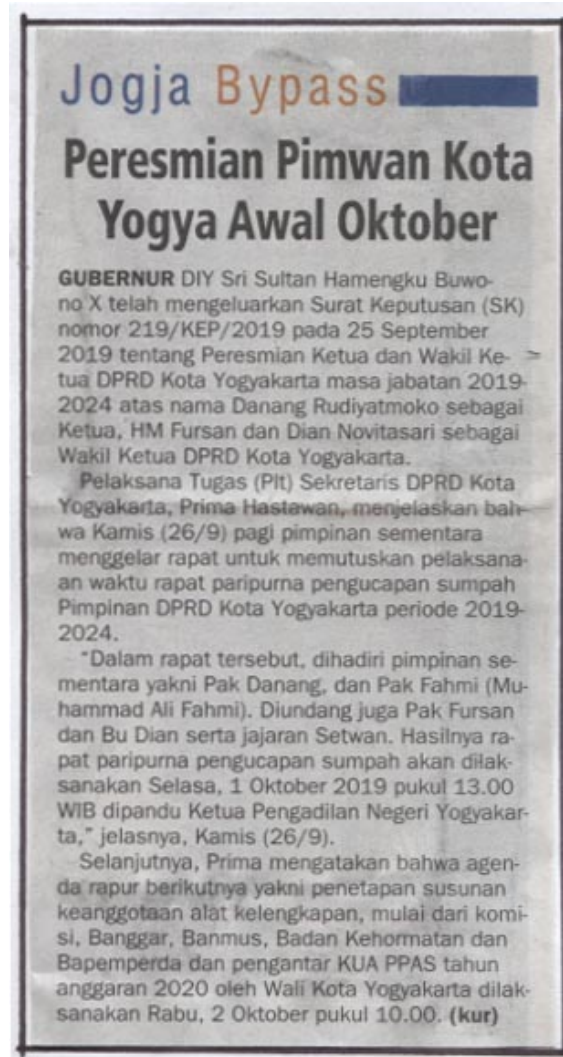 Jogja Bypass
Peresmian Pimwan Kota
Yogya Awal Oktober
GUBERNUR DIY Sri Sultan Hamengku Buwo-
no X telah mengeluarkan Surat Keputusan (SK)
nomor 219/KEP/2019 pada 25 September
2019 tentang Peresmian Ketua dan Wakil Ke-
tua DPRD Kota Yogyakarta masa jabatan 2019-
2024 atas nama Danang Rudiyatmoko sebagai
Ketua, HM Fursan dan Dian Novitasari sebagai
Wakil Ketua DPRD Kota Yogyakarta.
Pelaksana Tugas (Plt) Sekretaris DPRD Kota
Yogyakarta, Prima Hastawan, menjelaskan bah-
wa Kamis (26/9) pagi pimpinan sementara
menggelar rapat untuk memutuskan pelaksana-
an waktu rapat paripurna pengucapan sumpah
Pimpinan DPRD Kota Yogyakarta periode 2019-
2024.
"Dalam rapat tersebut, dihadiri pimpinan se-
mentara yakni Pak Danang, dan Pak Fahmi (Mu-
hammad Ali Fahmi). Diundang juga Pak Fursan
dan Bu Dian serta jajaran Setwan. Hasilnya ra-
pat paripurna pengucapan sumpah akan dilak-
sanakan Selasa, 1 Oktober 2019 pukul 13.00
WIB dipandu Ketua Pengadilan Negeri Yogyakar-
ta," jelasnya, Kamis (26/9).
Selanjutnya, Prima mengatakan bahwa agen-
da rapur berikutnya yakni penetapan susunan
keanggotaan alat kelengkapan, mulai dari komi-
si, Banggar, Banmus, Badan Kehormatan dan
Bapemperda dan pengantar KUA PPAS tahun
anggaran 2020 oleh Wali Kota Yogyakarta dilak-
sanakan Rabu, 2 Oktober pukul 10.00. (kur)